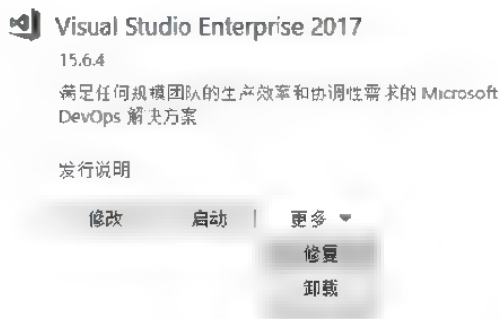 Visual Studio Enterprise 2017
15.6.4
满足任何规模团队的生产效率和协调性需求的 Microsoft
DevOps 解决方案
发行说明
修改 启动 | 更多
修复
卸载